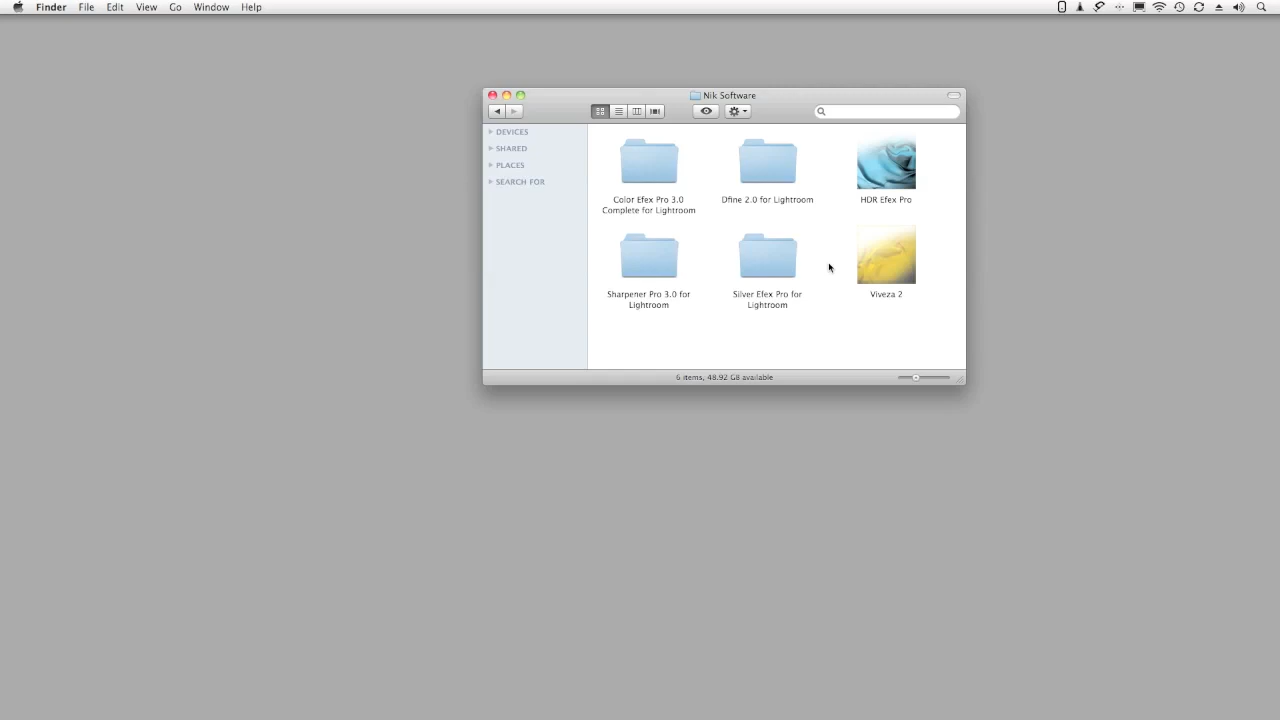 Finder File Edit View Go Window Help
Nik Software
DEVICES
SHARED
PLACES
SEARCH FOR
Color Efex Pro 3.0
Complete for Lightroom
Dfine 2.0 for Lightroom
HDR Efex Pro
Sharpener Pro 3.0 for
Lightroom
Silver Efex Pro for
Lightroom
Viveza 2
6 items, 48.92 GB available